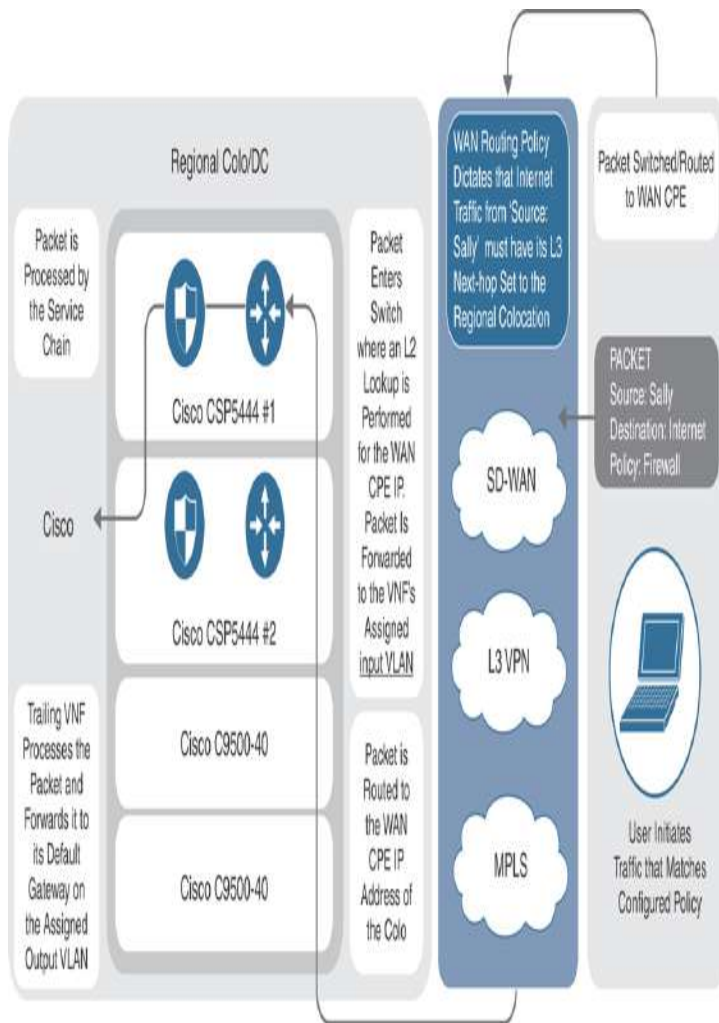 Regional Colo/DC
Packet is
Processed by
the Service
Chain
Cisco CSP5444 #1
Cisco
Cisco CSP5444 #2
Trailing VNF
Processes the
Packet and
Forwards it to
its Default
Gateway on
the Assigned
Output VLAN
Cisco C9500-40
Cisco C9500-40
Packet
Enters
Switch
where an L2
Lookup is
Performed
for the WAN
CPE IP.
Packet Is
Forwarded
to the VNF's
Assigned
input VLAN
Packet is
Routed to
the WAN
CPE IP
Address of
the Colo
WAN Routing Policy
Dictates that Internet
Traffic from 'Source:
Sally' must have its L3
Next-hop Set to the
Regional Colocation
SD-WAN
L3 VPN
MPLS
Packet Switched/Routed
to WAN CPE
PACKET
Source: Sally
Destination: Internet
Policy: Firewall
User Initiates
Traffic that Matches
Configured Policy